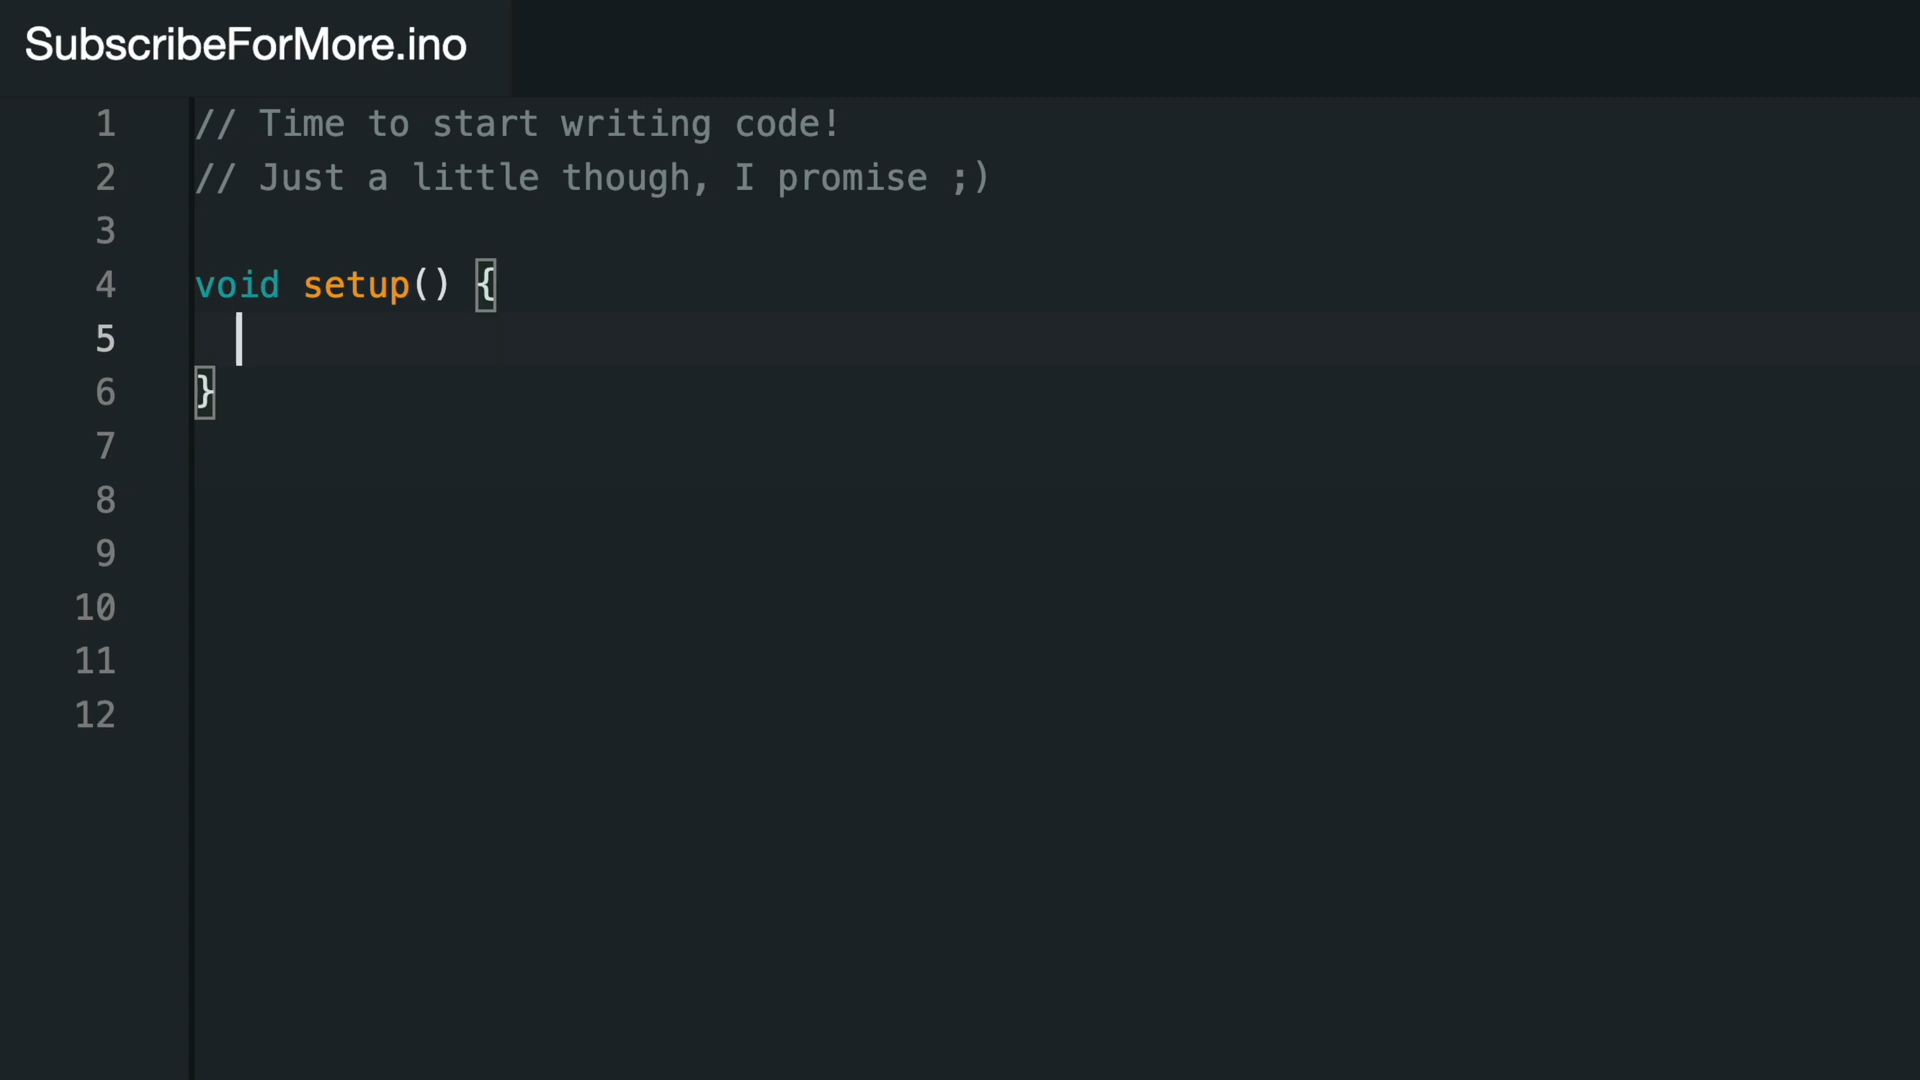 SubscribeForMore.ino
1 // Time to start writing code!
2 // Just a little though, I promise ;)
3
4 void setup() {
5
6 }
7
8
9
10
11
12